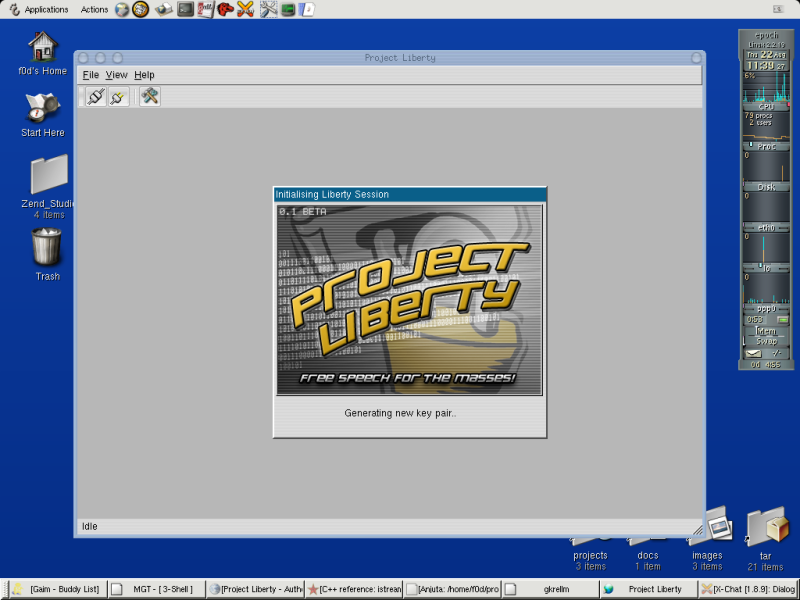 Applications Actions
f0d's Home
Start Here
Zend_Studi
4 items
Trash
Project Liberty
File View Help
Initialising Liberty Session
0.1 BETA
PROJECT
LIBERTY
FREE SPEECH FOR THE MASSES!
Generating new key pair..
Idle
epoch
Linux 2.2.19
Thu 22 Aug
11:39 27
6%
CPU
79 procs
2 users
Proc
0
Disk
0
eth0
0
lo
ppp0
0:53
Mem
Swap
-/-
0d 4:55
projects
3 items
docs
1 item
images
3 items
tar
21 items
[Gaim - Buddy List]
MGT - [ 3-Shell ]
[Project Liberty - Auth
[C++ reference: istrean
[Anjuta: /home/f0d/pro
gkrellm
Project Liberty
[X-Chat [1.8.9]: Dialog